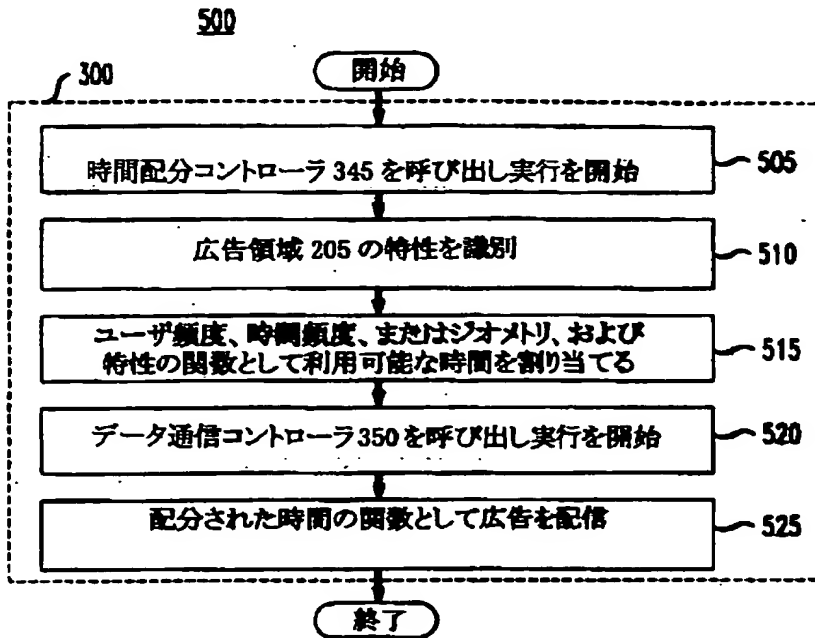 500
300
開始
時間配分コントローラ 345 を呼び出し実行を開始
505
広告領域 205 の特性を識別
510
ユーザ頻度、時間頻度、またはジオメトリ、および
特性の関数として利用可能な時間を割り当てる
515
データ通信コントローラ350を呼び出し実行を開始
520
配分された時間の関数として広告を配信
525
終了